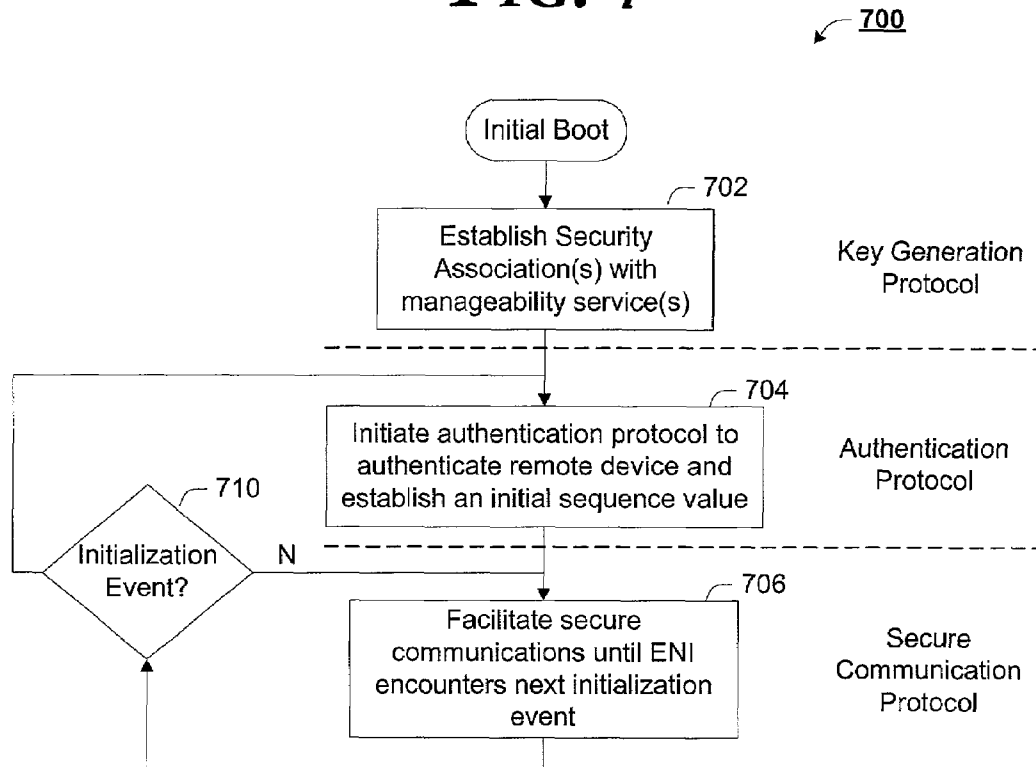 FIG. 7
700
Initial Boot
702
Establish Security
Association(s) with
manageability service(s)
Key Generation
Protocol
704
Initiate authentication protocol to
authenticate remote device and
establish an initial sequence value
Authentication
Protocol
710
Initialization
Event?
N
706
Facilitate secure
communications until ENI
encounters next initialization
event
Secure
Communication
Protocol